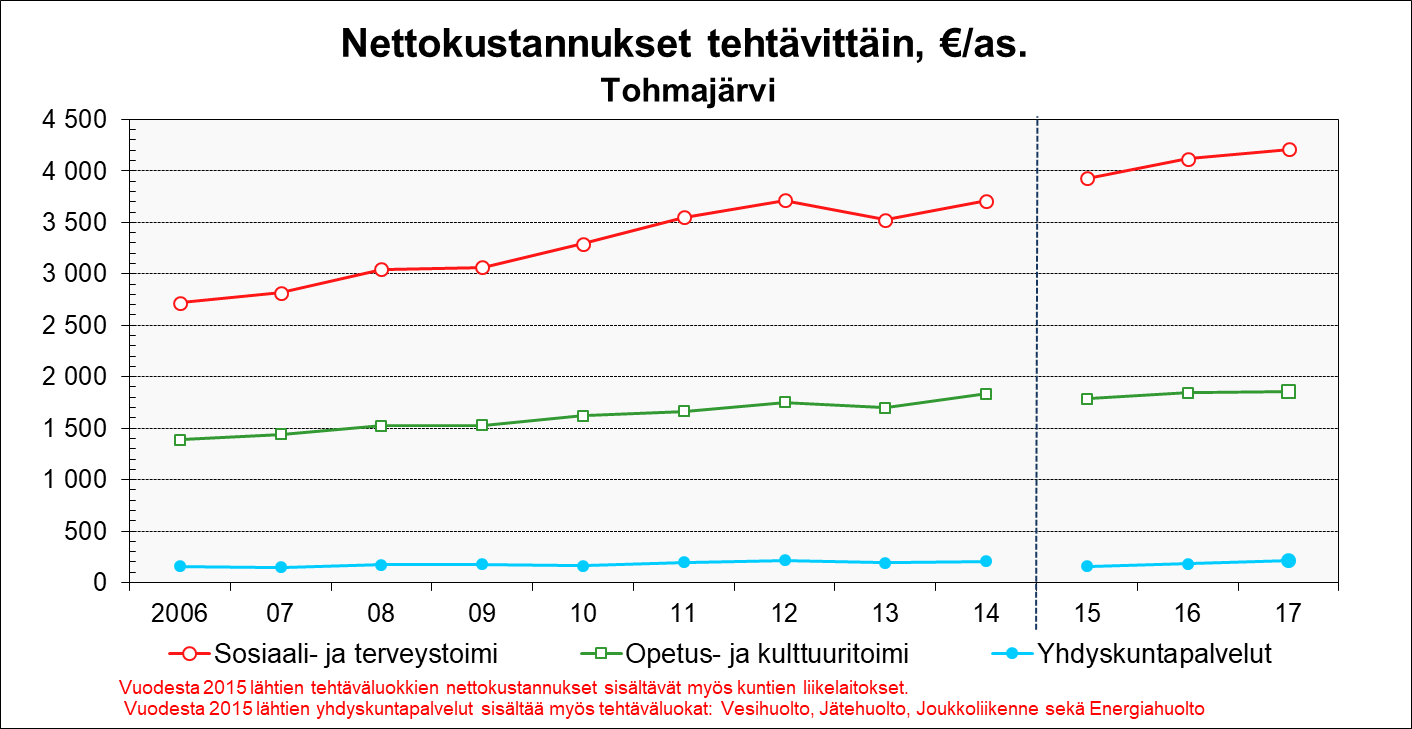 Nettokustannukset tehtävittäin, €/as.
Tohmajärvi
4 500
4 000
3 500
3 000
2 500
2 000
1 500
1 000
500
0
2006 07 08 09 10 11 12 13 14 15 16 17
Sosiaali- ja terveystoimi Opetus- ja kulttuuritoimi Yhdyskuntapalvelut
Vuodesta 2015 lähtien tehtäväluokkien nettokustannukset sisältävät myös kuntien liikelaitokset.
Vuodesta 2015 lähtien yhdyskuntapalvelut sisältää myös tehtäväluokat: Vesihuolto, Jätehuolto, Joukkoliikenne sekä Energiahuolto